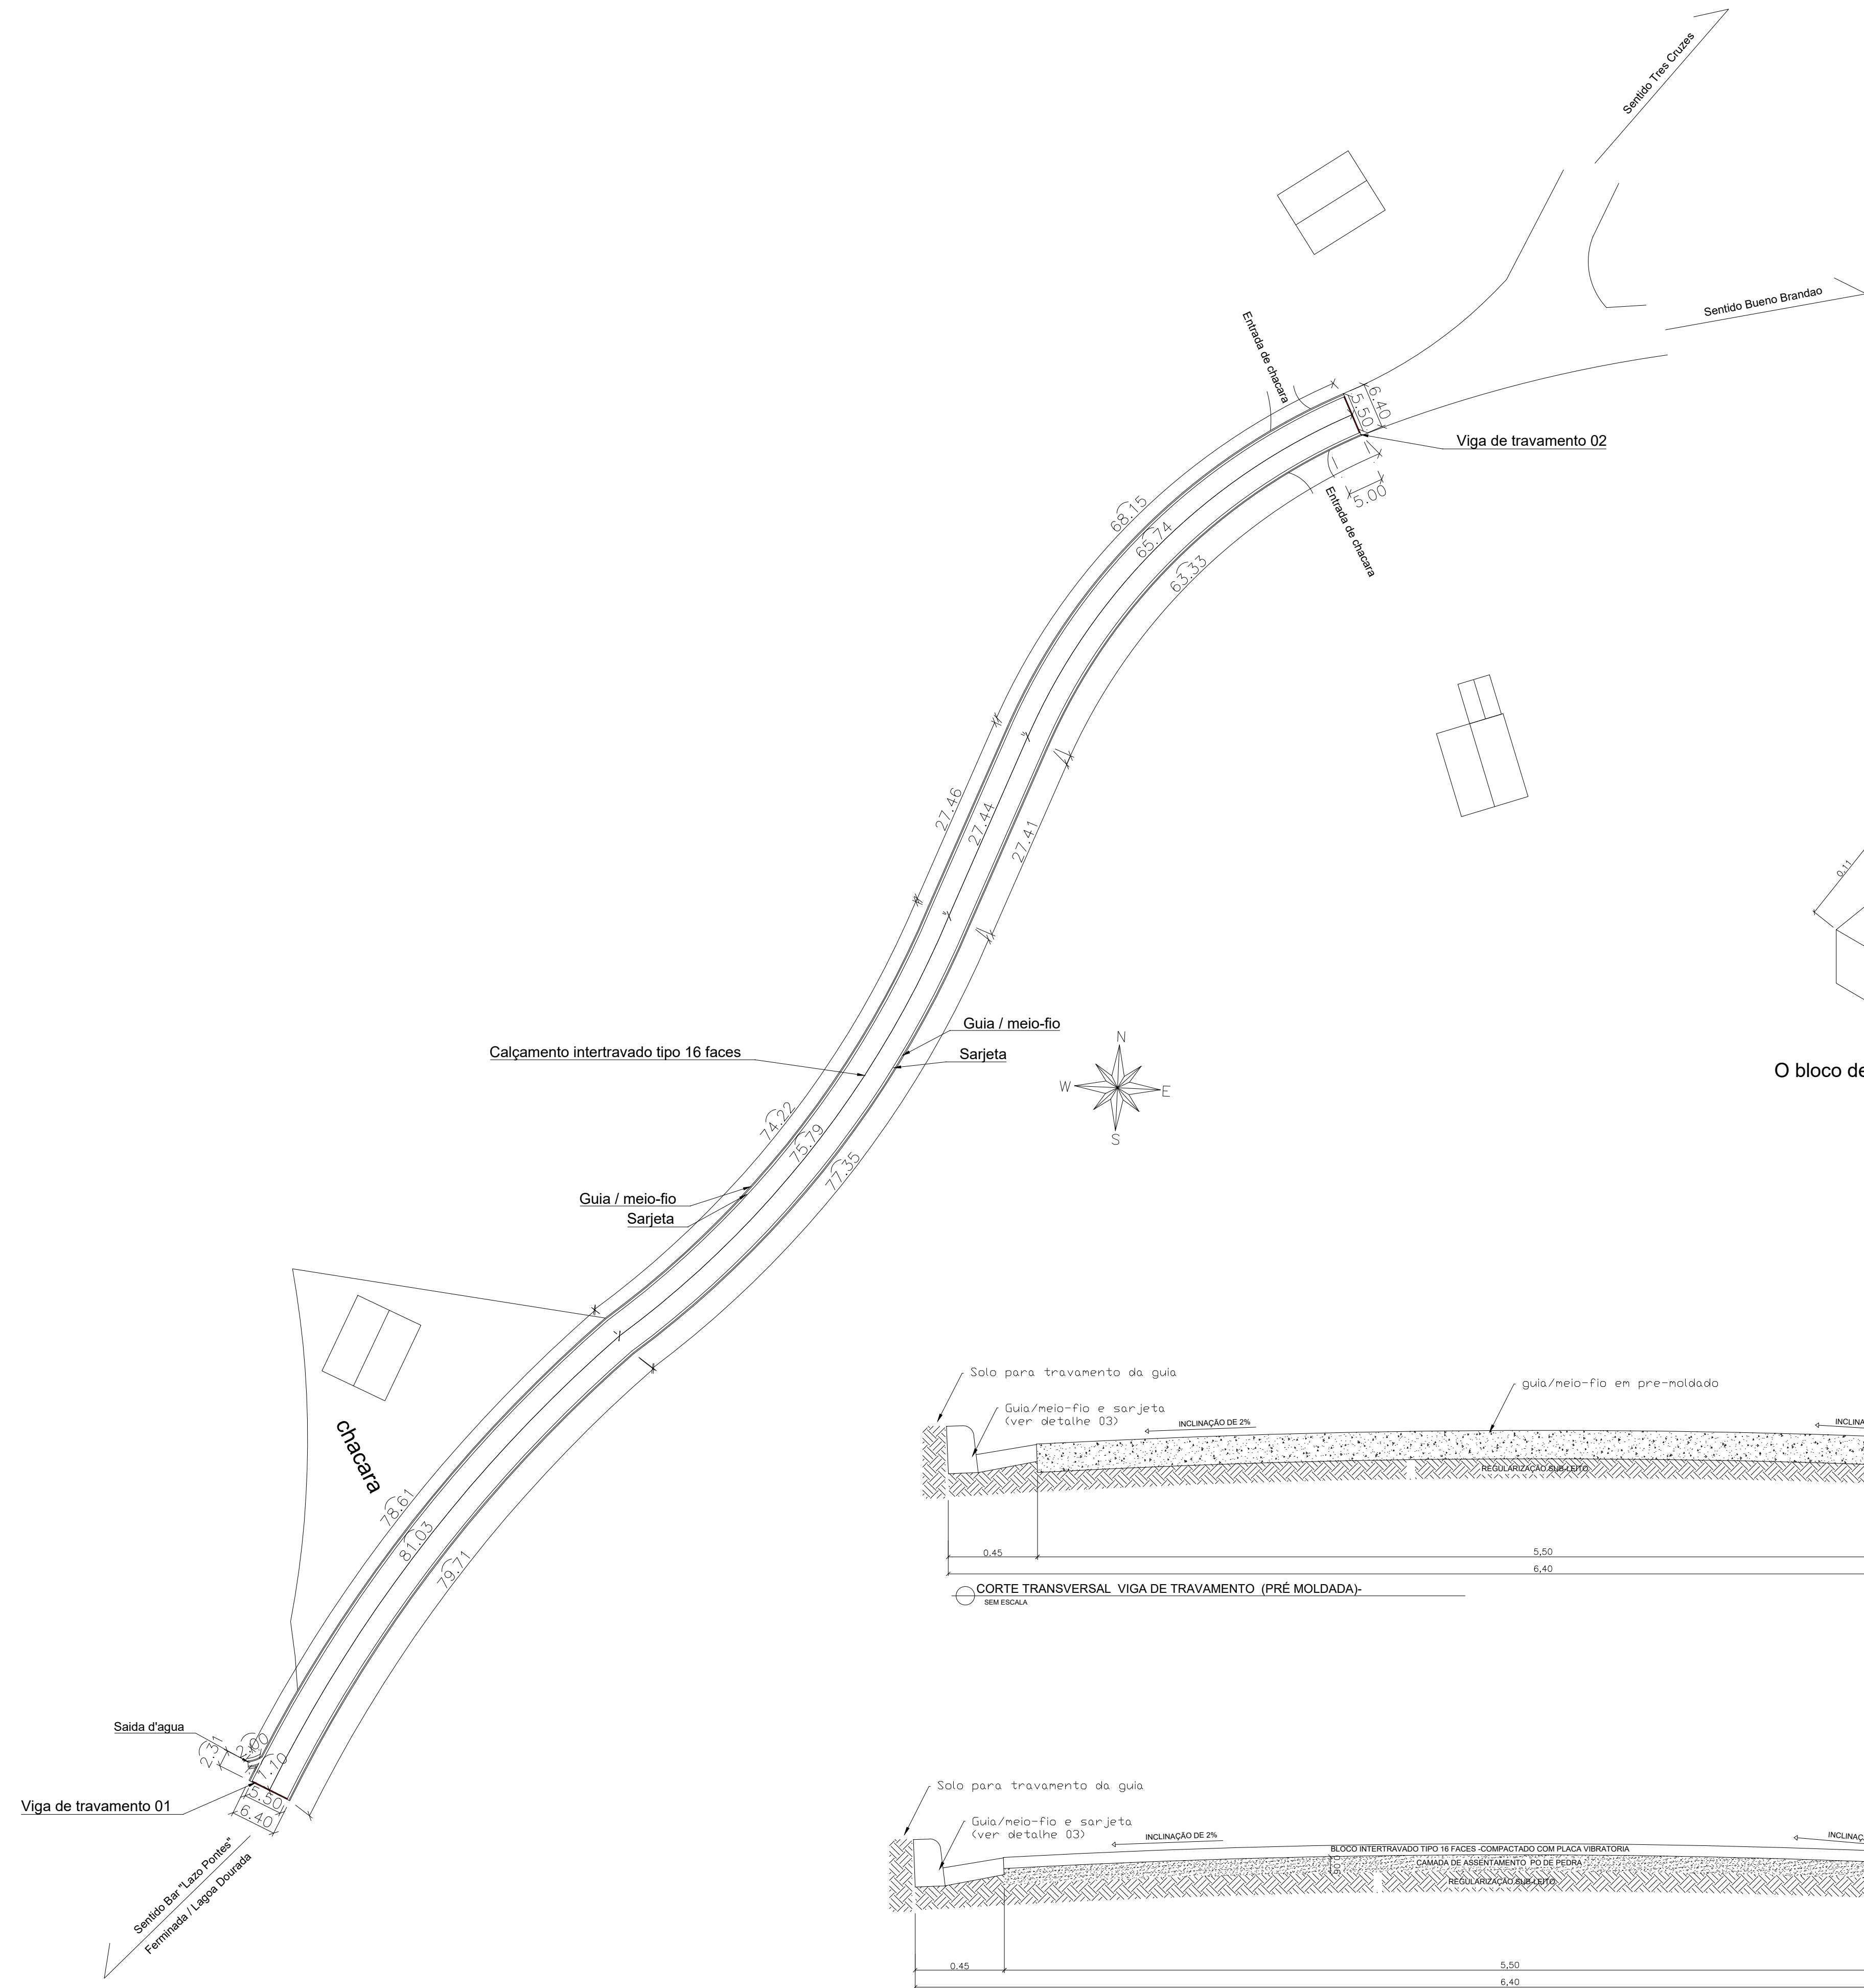 Sentido Tres Cruzes
Sentido Bueno Brandao
Entrada de chacara
6.40
5.50
Viga de travamento 02
5.00
Entrada de chacara
68.15
65.74
63.33
27.46
27.44
27.41
0,11
Guia / meio-fio
Calçamento intertravado tipo 16 faces
Sarjeta
N
W
E
S
O bloco de
74.22
75.79
77.35
Guia / meio-fio
Sarjeta
chacara
78.61
81.03
79.71
Saida d'agua
2.31
2.00
7.10
5.50
6.40
Viga de travamento 01
Sentido Bar "Lazo Pontes"
Ferminada / Lagoa Dourada
Solo para travamento da guia
guia/meio-fio em pre-moldado
Guia/meio-fio e sarjeta
(ver detalhe 03)
INCLINAÇÃO DE 2%
REGULARIZAÇÃO SUB-LEITO
0.45
5,50
6,40
CORTE TRANSVERSAL VIGA DE TRAVAMENTO (PRÉ MOLDADA)-
SEM ESCALA
Solo para travamento da guia
Guia/meio-fio e sarjeta
(ver detalhe 03)
INCLINAÇÃO DE 2%
BLOCO INTERTRAVADO TIPO 16 FACES -COMPACTADO COM PLACA VIBRATORIA
CAMADA DE ASSENTAMENTO PO DE PEDRA
REGULARIZAÇÃO SUB-LEITO
0.45
5,50
6,40